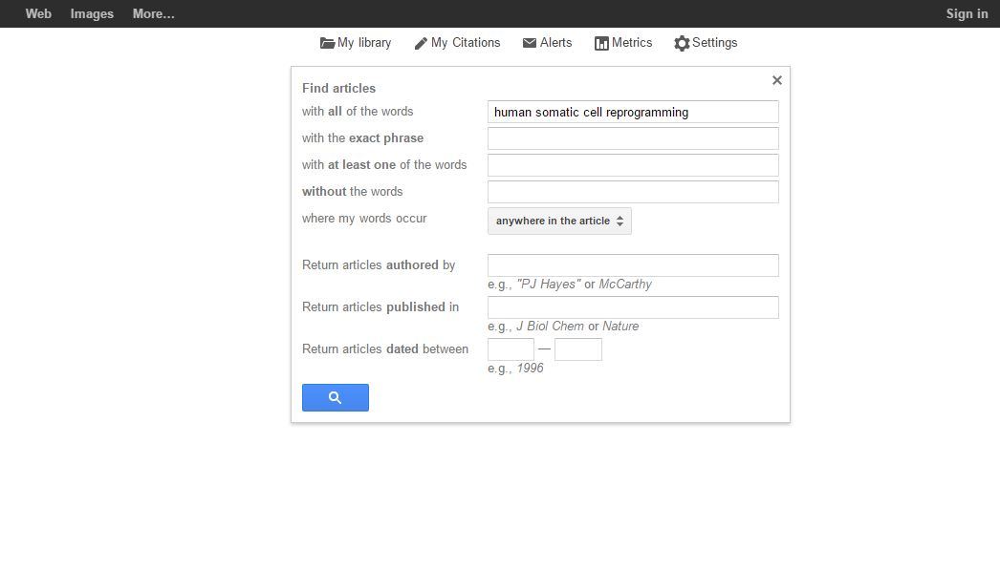 Web Images More... Sign in
My library My Citations Alerts Metrics Settings
Find articles
with all of the words human somatic cell reprogramming
with the exact phrase
with at least one of the words
without the words
where my words occur anywhere in the article
Return articles authored by
e.g., "PJ Hayes" or McCarthy
Return articles published in
e.g., J Biol Chem or Nature
Return articles dated between —
e.g., 1996